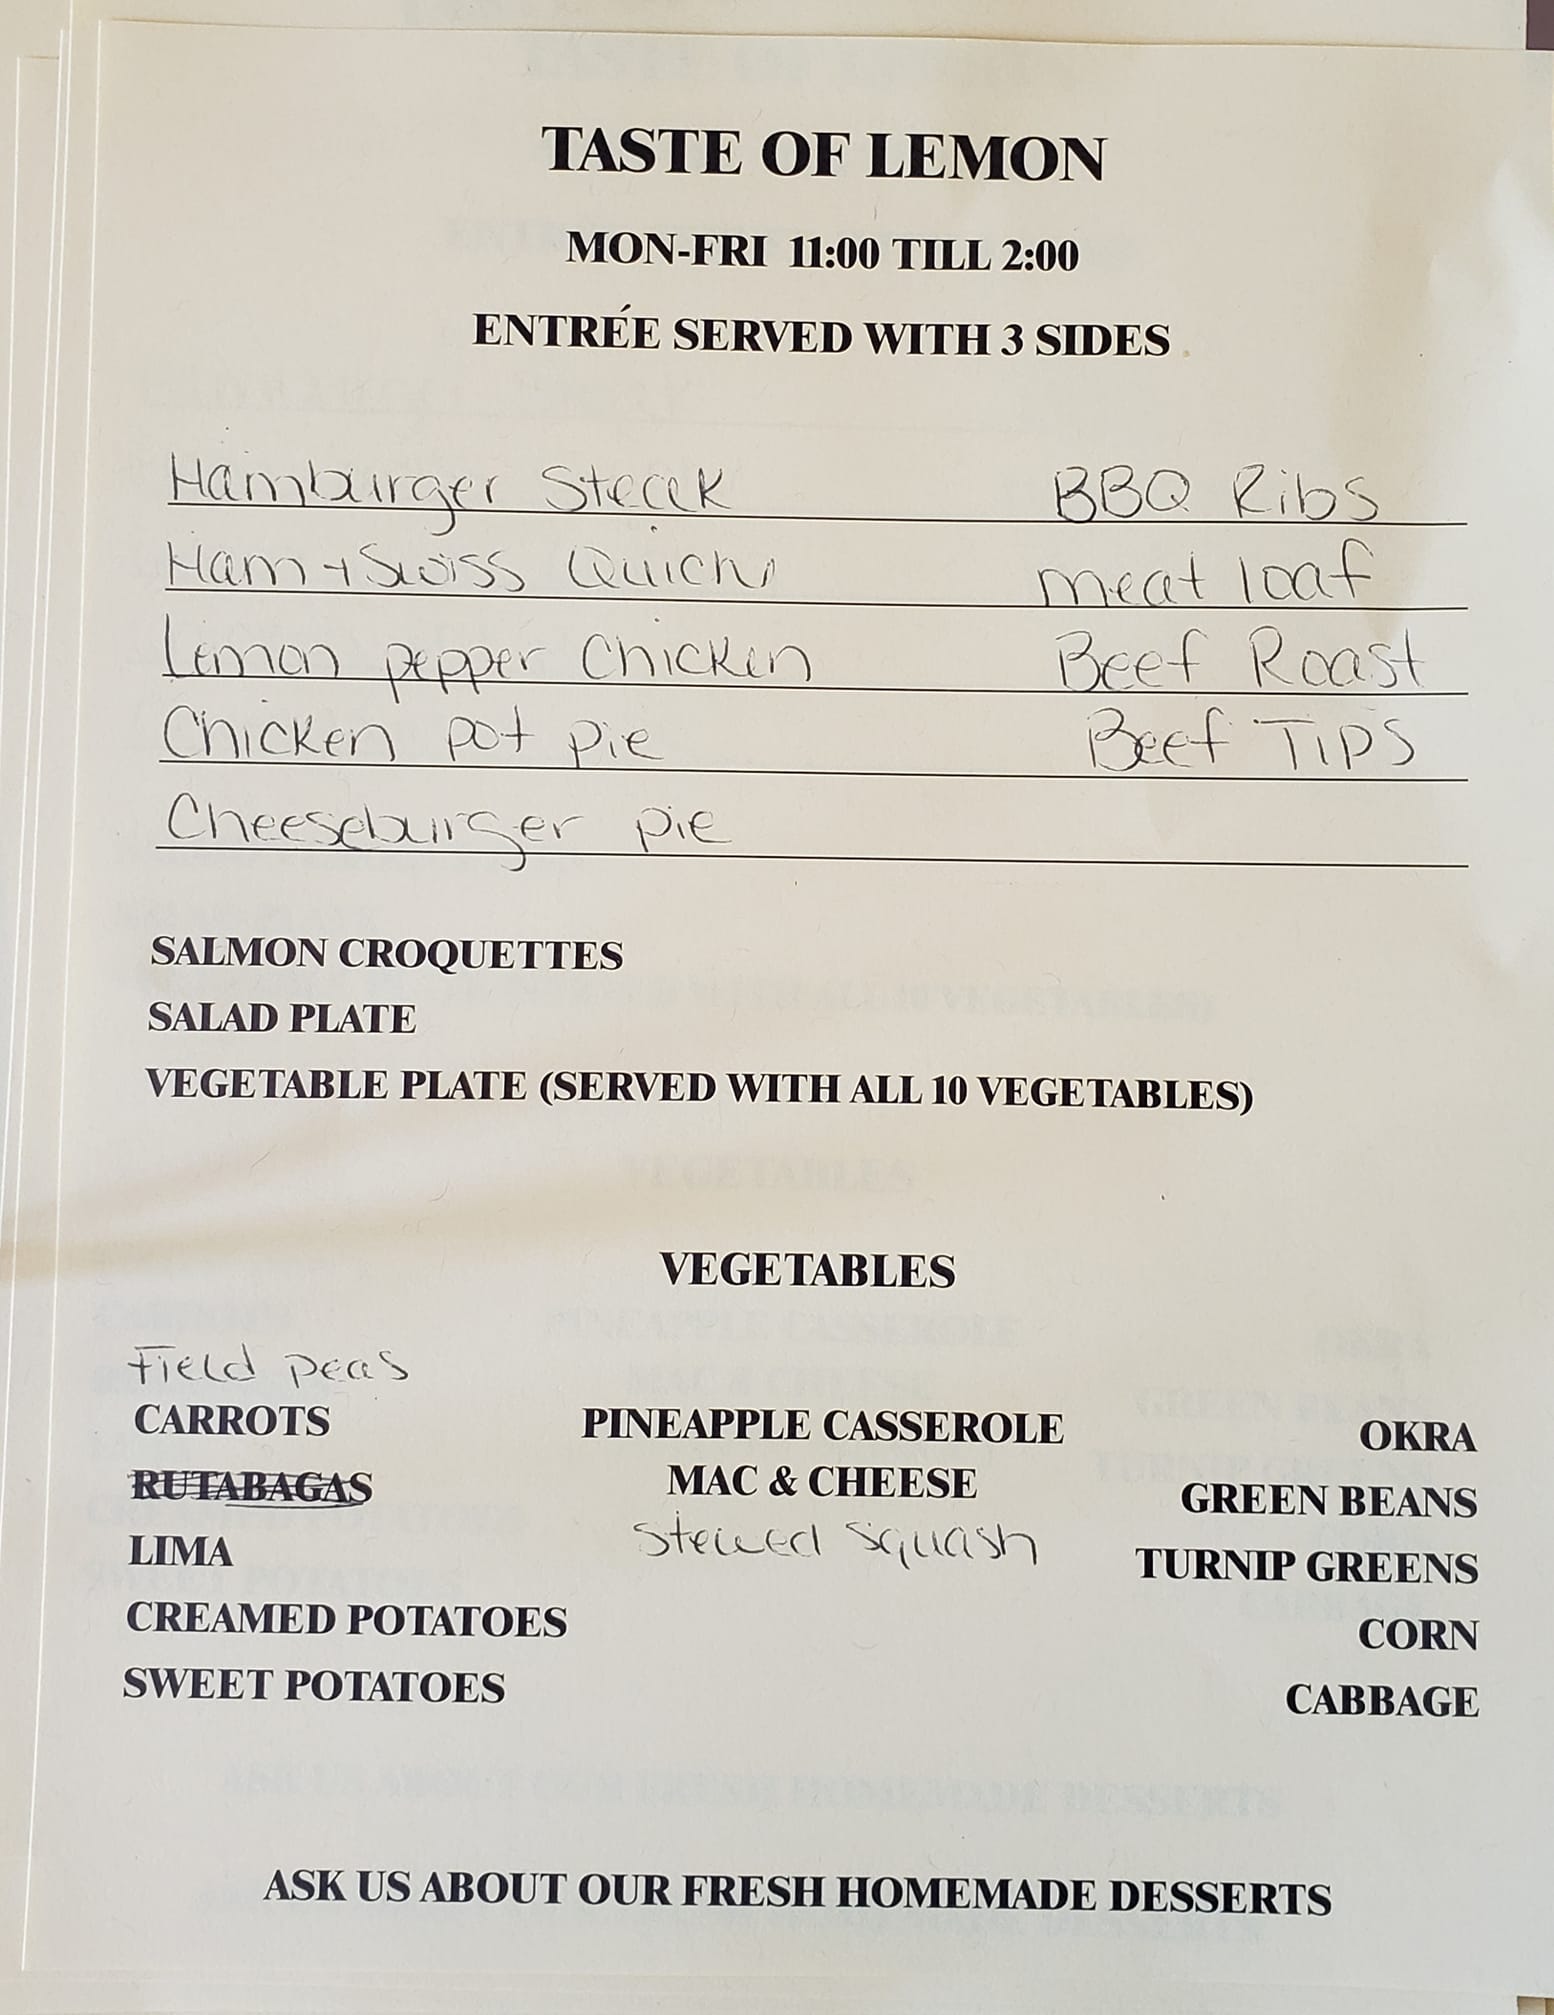 TASTE OF LEMON
MON-FRI 11:00 TILL 2:00
ENTRÉE SERVED WITH 3 SIDES
Hamburger Steak BBQ Ribs
Ham + Swiss Quiche meat loaf
Lemon pepper Chicken Beef Roast
Chicken pot pie Beef TIPS
Cheeseburger pie
SALMON CROQUETTES
SALAD PLATE
VEGETABLE PLATE (SERVED WITH ALL 10 VEGETABLES)
VEGETABLES
Field peas
CARROTS PINEAPPLE CASSEROLE OKRA
RUTABAGAS MAC & CHEESE GREEN BEANS
LIMA Stewed Squash TURNIP GREENS
CREAMED POTATOES CORN
SWEET POTATOES CABBAGE
ASK US ABOUT OUR FRESH HOMEMADE DESSERTS